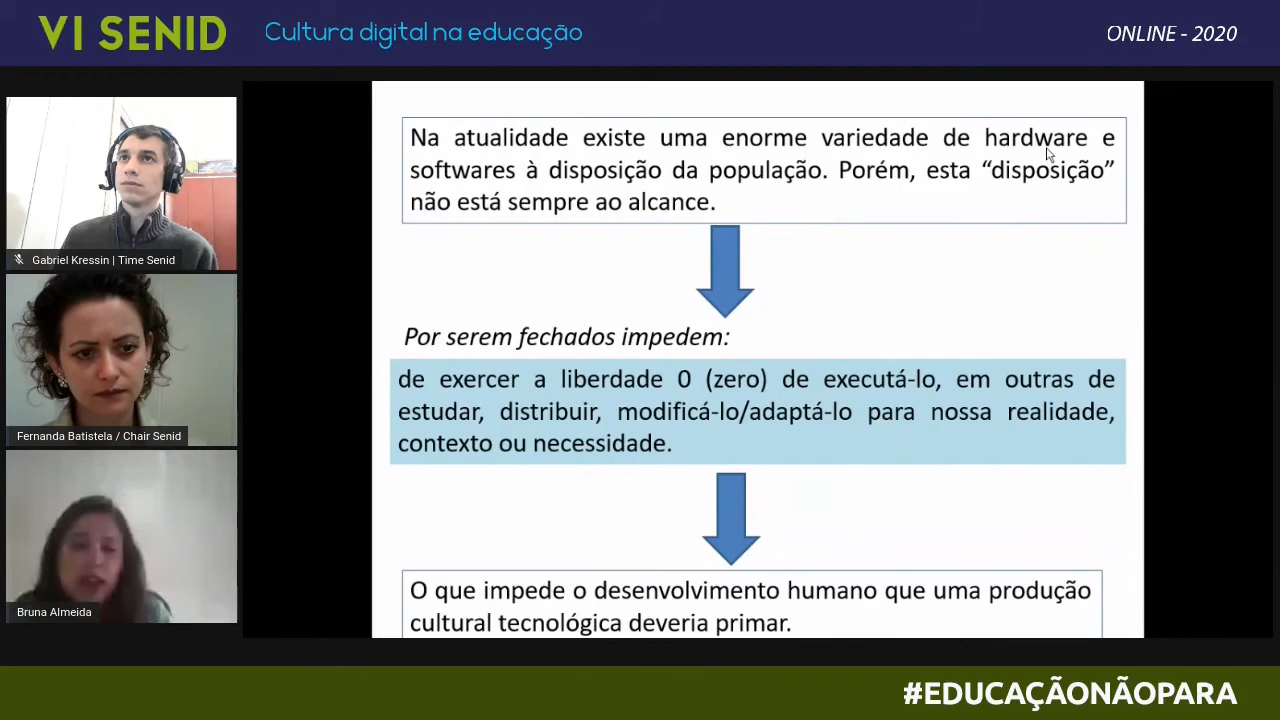 VI SENID
Cultura digital na educação
ONLINE - 2020
Gabriel Kressin | Time Senid
Fernanda Batistela / Chair Senid
Bruna Almeida
Na atualidade existe uma enorme variedade de hardware e
softwares à disposição da população. Porém, esta “disposição”
não está sempre ao alcance.
Por serem fechados impedem:
de exercer a liberdade 0 (zero) de executá-lo, em outras de
estudar, distribuir, modificá-lo/adaptá-lo para nossa realidade,
contexto ou necessidade.
O que impede o desenvolvimento humano que uma produção
cultural tecnológica deveria primar.
#EDUCAÇÃONÃOPARA